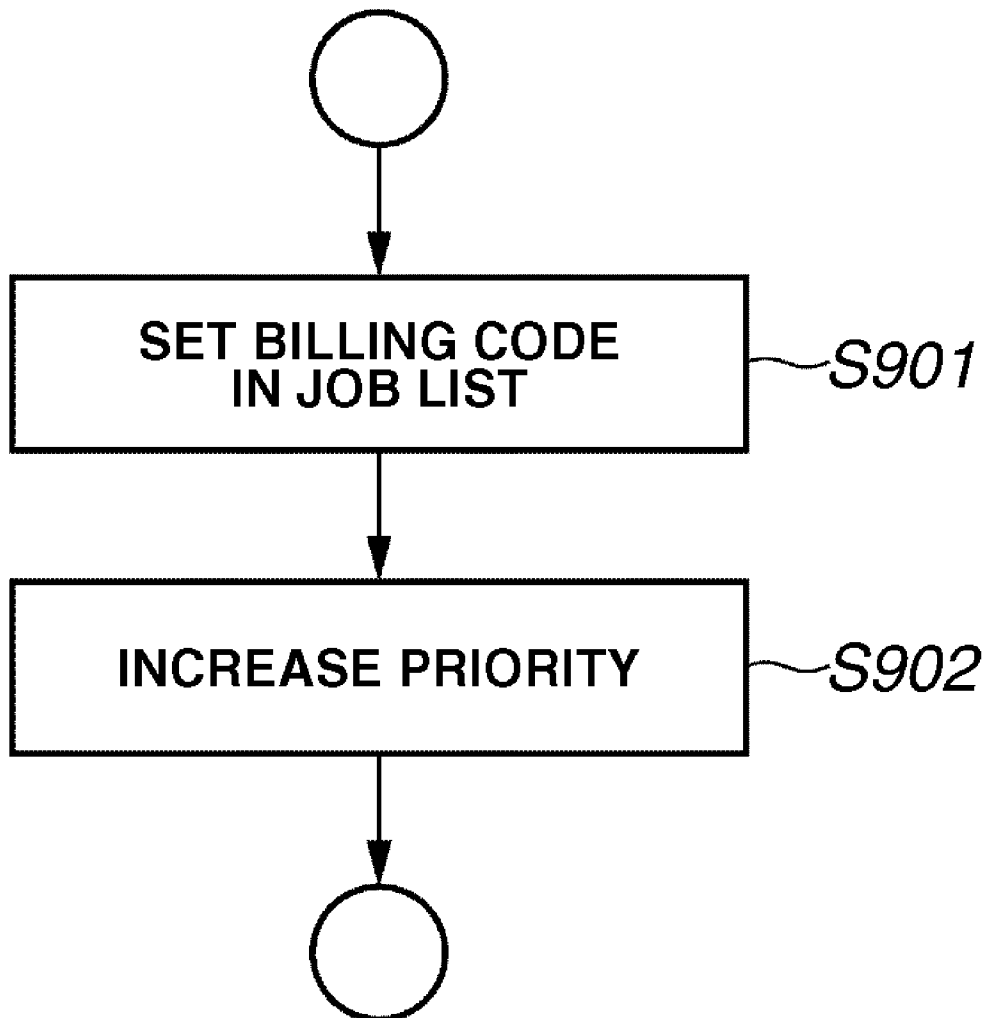 SET BILLING CODE
IN JOB LIST
S901
INCREASE PRIORITY
S902